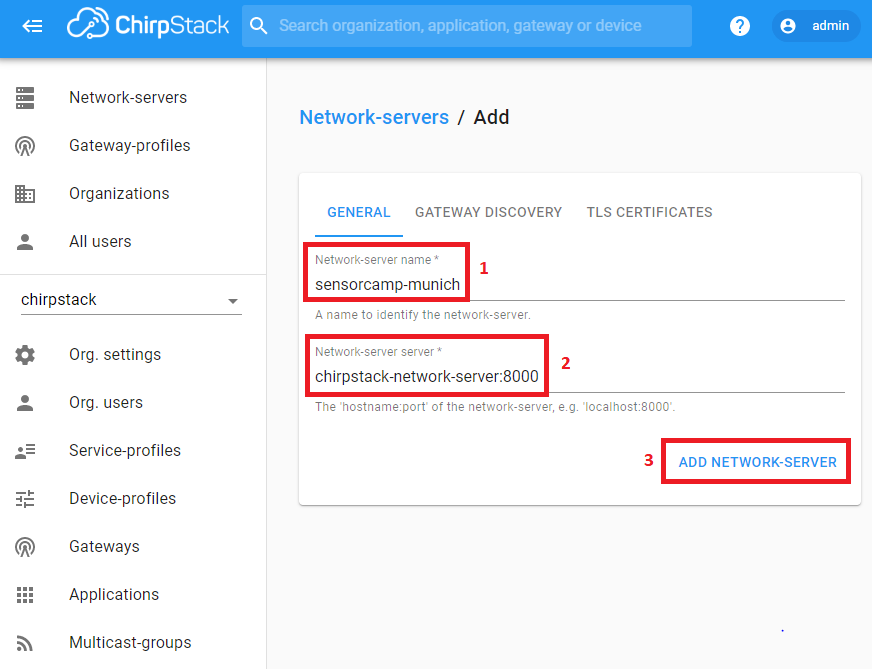 ChirpStack
Search organization, application, gateway or device
?
admin
Network-servers
Gateway-profiles
Organizations
All users
chirpstack
Org. settings
Org. users
Service-profiles
Device-profiles
Gateways
Applications
Multicast-groups
Network-servers / Add
GENERAL GATEWAY DISCOVERY TLS CERTIFICATES
Network-server name *
sensorcamp-munich
1
A name to identify the network-server.
Network-server server *
chirpstack-network-server:8000
2
The 'hostname:port' of the network-server, e.g. 'localhost:8000'.
3 ADD NETWORK-SERVER